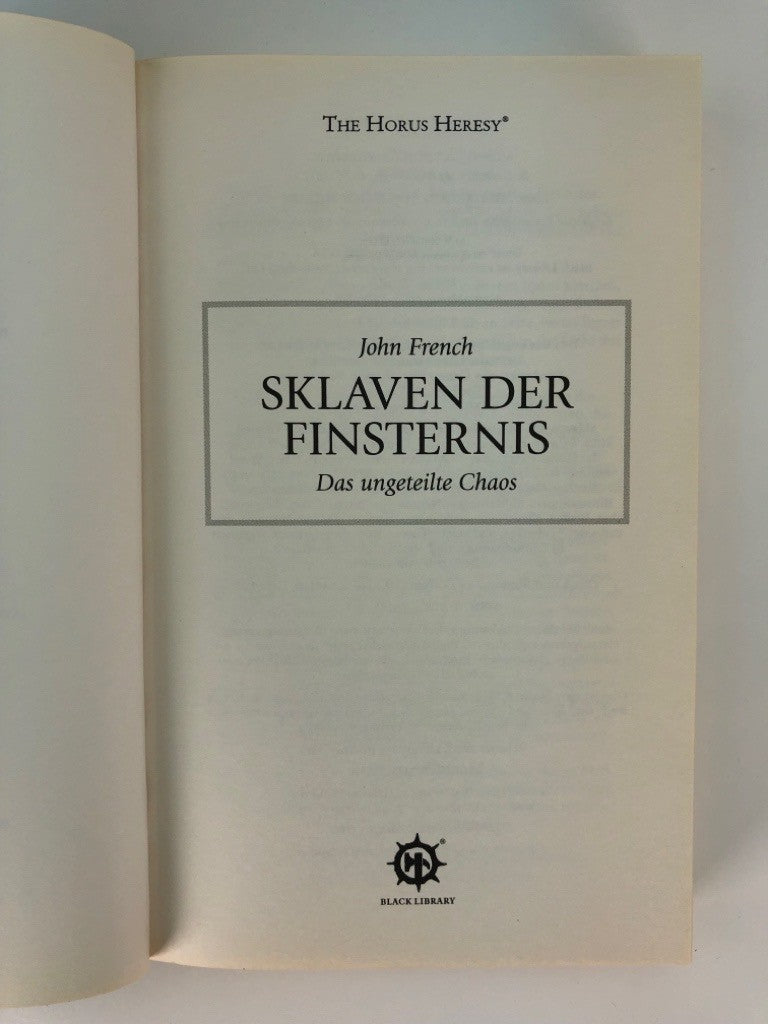 THE HORUS HERESY®
John French
SKLAVEN DER
FINSTERNIS
Das ungeteilte Chaos
®
BLACK LIBRARY